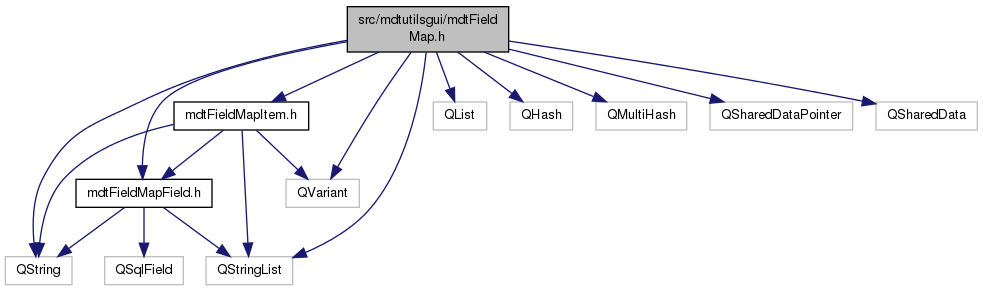 src/mdtutilsgui/mdtField
Map.h
mdtFieldMapItem.h
QList
QHash
QMultiHash
QSharedDataPointer
QSharedData
mdtFieldMapField.h
QVariant
QString
QSqlField
QStringList